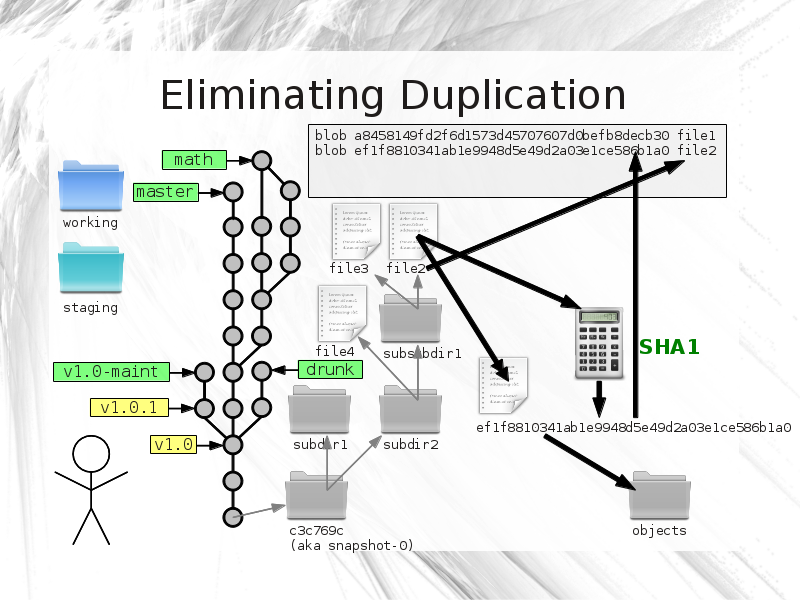 Eliminating Duplication
blob a8458149fd2f6d1573d45707607d0befb8decb30 file1
blob ef1f8810341ab1e9948d5e49d2a03e1ce586b1a0 file2
math
master
working
file3
file2
staging
file4
subsubdir1
SHA1
v1.0-maint
drunk
v1.0.1
ef1f8810341ab1e9948d5e49d2a03e1ce586b1a0
v1.0
subdir1
subdir2
c3c769c
(aka snapshot-0)
objects